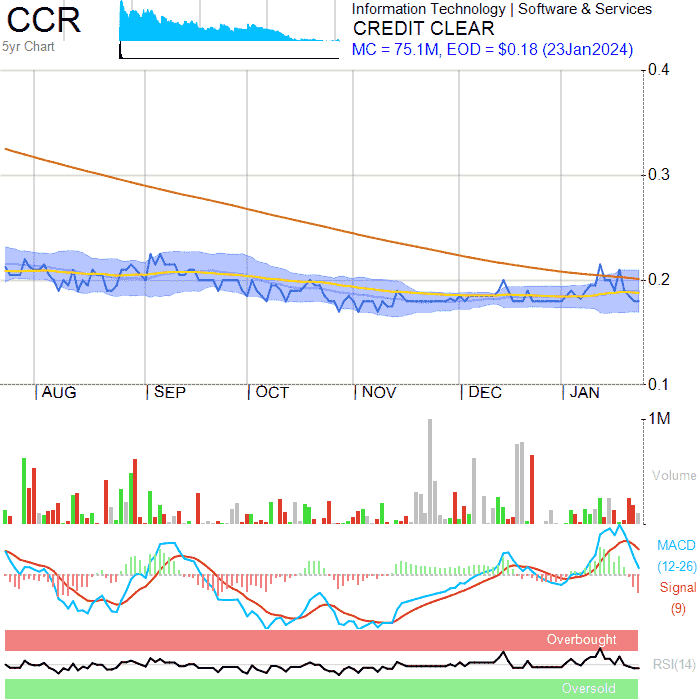 CCR
5yr Chart
Information Technology | Software & Services
CREDIT CLEAR
MC = 75.1M, EOD = $0.18 (23Jan2024)
0.4
0.3
0.2
0.1
AUG SEP OCT NOV DEC JAN
1M
Volume
MACD
(12-26)
Signal
(9)
Overbought
RSI(14)
Oversold